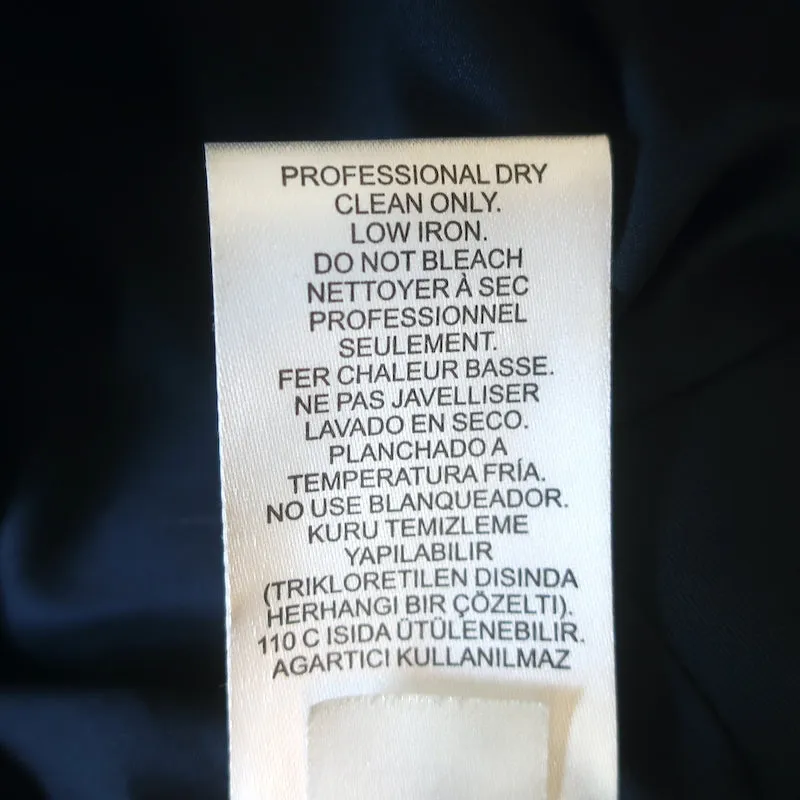 PROFESSIONAL DRY
CLEAN ONLY.
LOW IRON.
DO NOT BLEACH
NETTOYER À SEC
PROFESSIONNEL
SEULEMENT.
FER CHALEUR BASSE.
NE PAS JAVELLISER
LAVADO EN SECO.
PLANCHADO A
TEMPERATURA FRÍA.
NO USE BLANQUEADOR.
KURU TEMIZLEME
YAPILABILIR
(TRIKLORETILEN DISINDA
HERHANGI BIR ÇÖZELTI).
110 C ISIDA ÜTÜLENEBILIR.
AGARTICI KULLANILMAZ